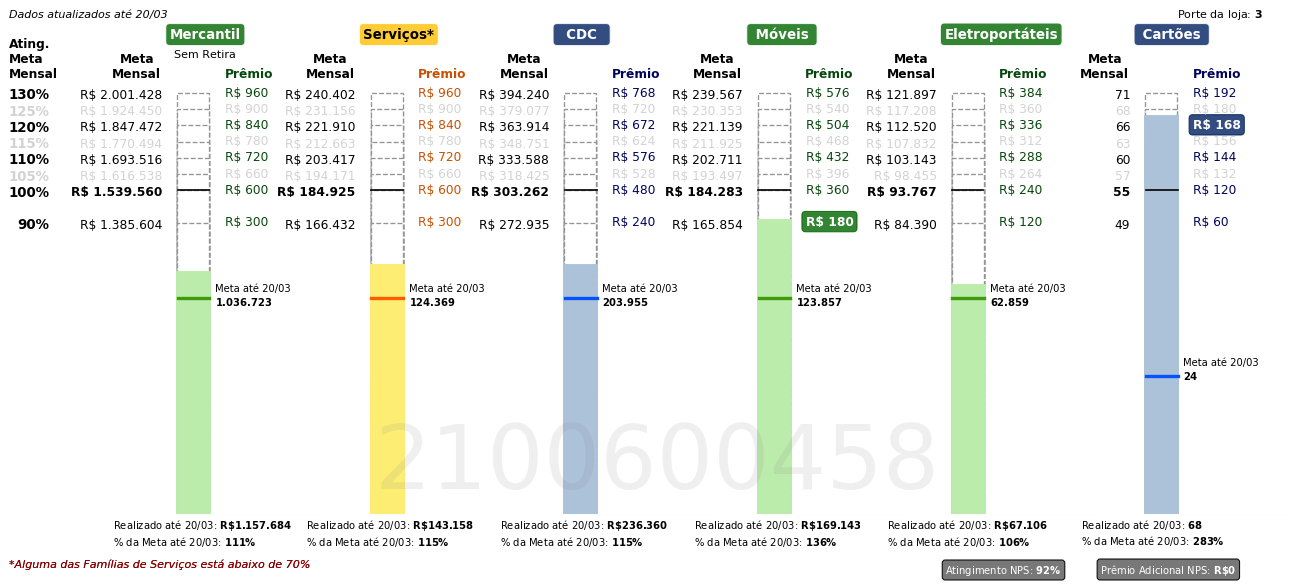 Dados atualizados até 20/03
Porte da loja: 3
Mercantil Serviços* CDC Móveis Eletroportáteis Cartões
Sem Retira
Ating. Meta Mensal
Meta Mensal Prêmio Meta Mensal Prêmio Meta Mensal Prêmio Meta Mensal Prêmio Meta Mensal Prêmio Meta Mensal Prêmio
130% R$ 2.001.428 R$ 960 R$ 240.402 R$ 960 R$ 394.240 R$ 768 R$ 239.567 R$ 576 R$ 121.897 R$ 384 71 R$ 192
125% R$ 1.924.450 R$ 900 R$ 231.156 R$ 900 R$ 379.077 R$ 720 R$ 230.353 R$ 540 R$ 117.208 R$ 360 68 R$ 180
120% R$ 1.847.472 R$ 840 R$ 221.910 R$ 840 R$ 363.914 R$ 672 R$ 221.139 R$ 504 R$ 112.520 R$ 336 66 R$ 168
115% R$ 1.770.494 R$ 780 R$ 212.663 R$ 780 R$ 348.751 R$ 624 R$ 211.925 R$ 468 R$ 107.832 R$ 312 63 R$ 156
110% R$ 1.693.516 R$ 720 R$ 203.417 R$ 720 R$ 333.588 R$ 576 R$ 202.711 R$ 432 R$ 103.143 R$ 288 60 R$ 144
105% R$ 1.616.538 R$ 660 R$ 194.171 R$ 660 R$ 318.425 R$ 528 R$ 193.497 R$ 396 R$ 98.455 R$ 264 57 R$ 132
100% R$ 1.539.560 R$ 600 R$ 184.925 R$ 600 R$ 303.262 R$ 480 R$ 184.283 R$ 360 R$ 93.767 R$ 240 55 R$ 120
90% R$ 1.385.604 R$ 300 R$ 166.432 R$ 300 R$ 272.935 R$ 240 R$ 165.854 R$ 180 R$ 84.390 R$ 120 49 R$ 60
Meta até 20/03 Meta até 20/03 Meta até 20/03 Meta até 20/03 Meta até 20/03
1.036.723 124.369 203.955 123.857 62.859
Meta até 20/03
24
2100600458
Realizado até 20/03: R$1.157.684 Realizado até 20/03: R$143.158 Realizado até 20/03: R$236.360 Realizado até 20/03: R$169.143 Realizado até 20/03: R$67.106 Realizado até 20/03: 68
% da Meta até 20/03: 111% % da Meta até 20/03: 115% % da Meta até 20/03: 115% % da Meta até 20/03: 136% % da Meta até 20/03: 106% % da Meta até 20/03: 283%
*Alguma das Famílias de Serviços está abaixo de 70%
Atingimento NPS: 92% Prêmio Adicional NPS: R$0